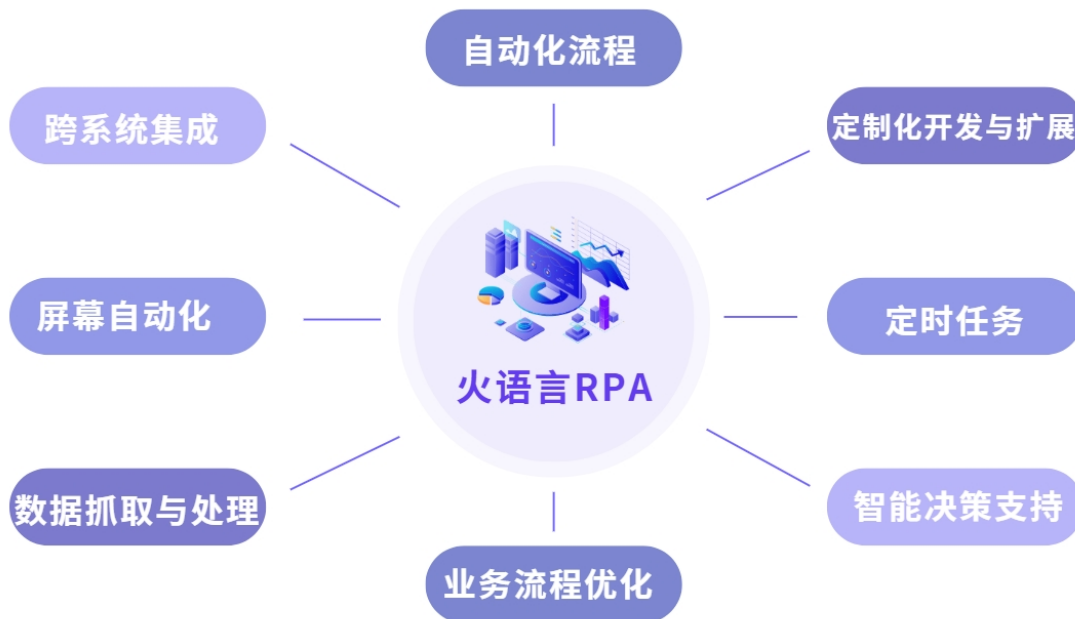 自动化流程
跨系统集成
定制化开发与扩展
屏幕自动化
火语言RPA
定时任务
数据抓取与处理
智能决策支持
业务流程优化